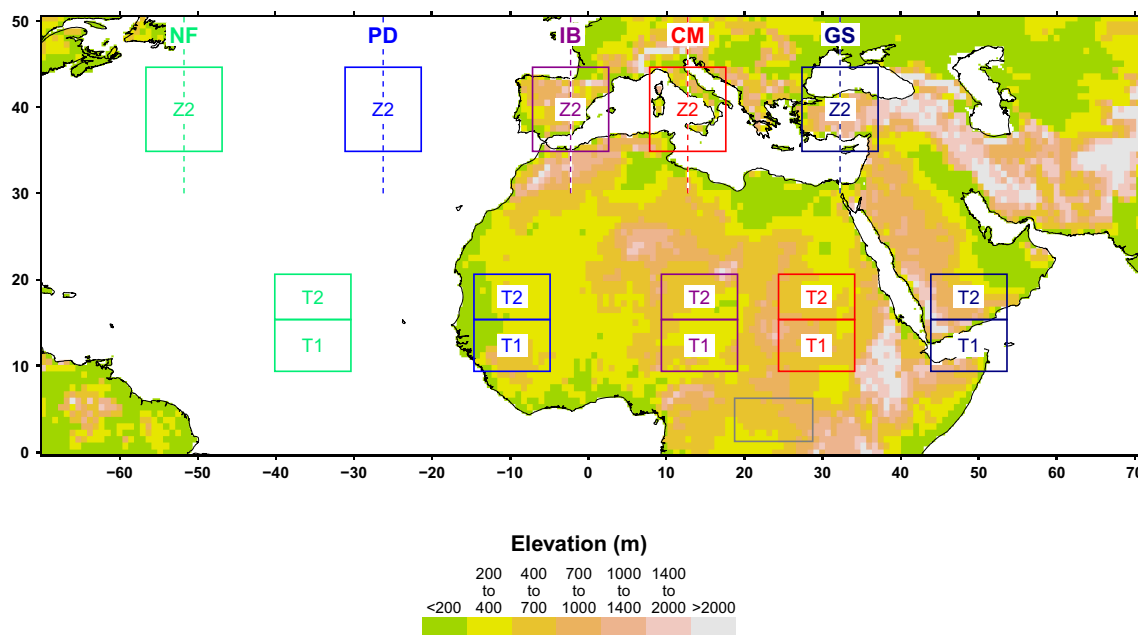 50
NF PD IB CM GS
40
Z2 Z2 Z2 Z2 Z2
30
20
T2 T2 T2 T2 T2
T1 T1 T1 T1 T1
10
0
−60 −50 −40 −30 −20 −10 0 10 20 30 40 50 60 70
Elevation (m)
200 400 700 1000 1400
to to to to to
<200 400 700 1000 1400 2000 >2000